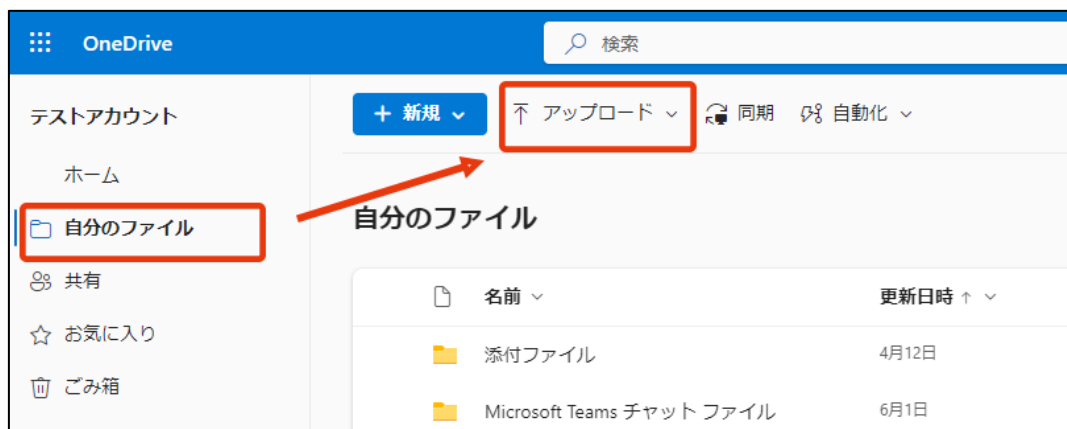 OneDrive
検索
テストアカウント
ホーム
自分のファイル
共有
お気に入り
ごみ箱
+ 新規
アップロード
同期
自動化
自分のファイル
名前
更新日時 ↑
添付ファイル
4月12日
Microsoft Teams チャット ファイル
6月1日